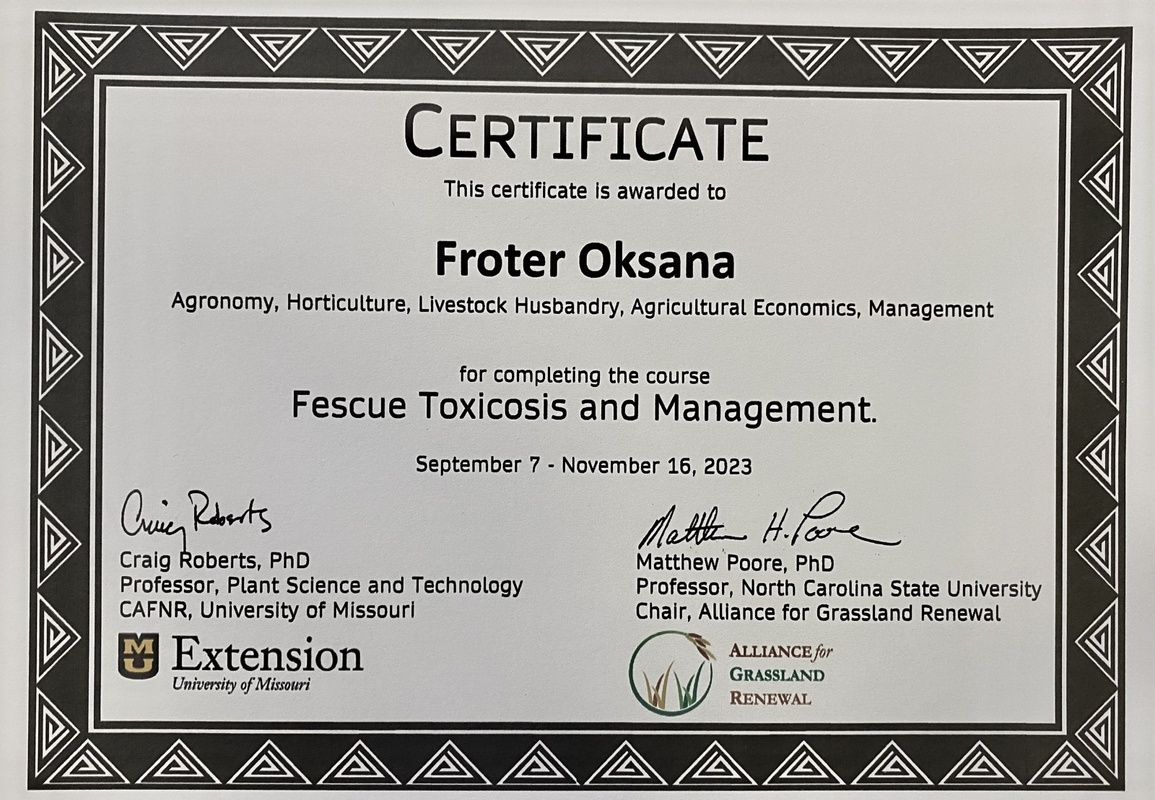 CERTIFICATE
This certificate is awarded to
Froter Oksana
Agronomy, Horticulture, Livestock Husbandry, Agricultural Economics, Management
for completing the course
Fescue Toxicosis and Management.
September 7 - November 16, 2023
Craig Roberts
Craig Roberts, PhD
Professor, Plant Science and Technology
CAFNR, University of Missouri
MU Extension
University of Missouri
Matthew H. Poore
Matthew Poore, PhD
Professor, North Carolina State University
Chair, Alliance for Grassland Renewal
ALLIANCE for
GRASSLAND
RENEWAL